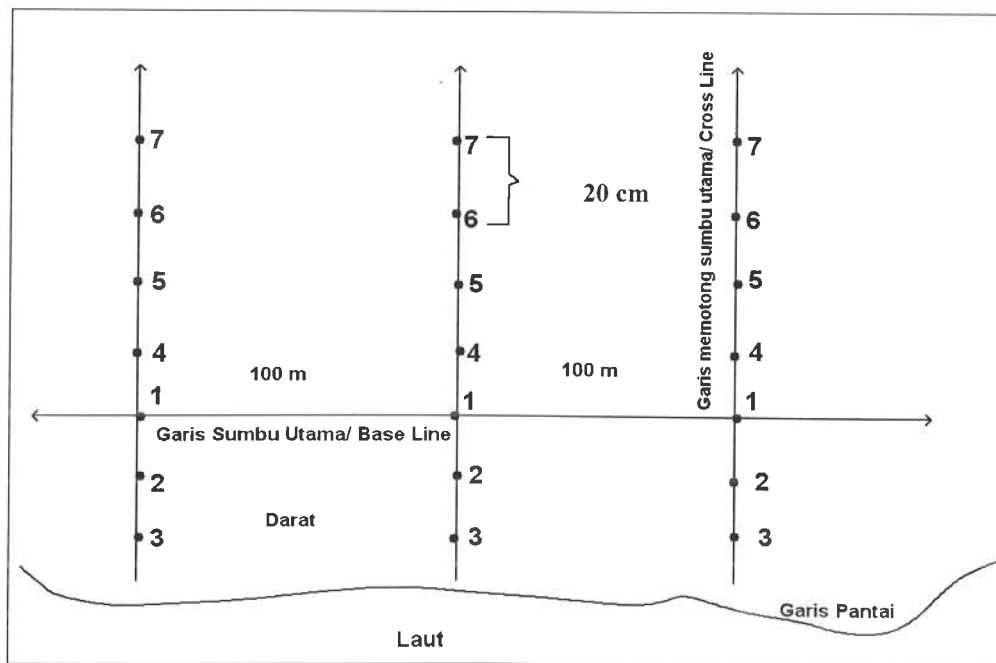 7 7 7
20 cm
6 6 6
5 5 5
4 4 4
100 m 100 m
Garis memotong sumbu utama/ Cross Line
1 1 1
Garis Sumbu Utama/ Base Line
2 2 2
Darat
3 3 3
Garis Pantai
Laut